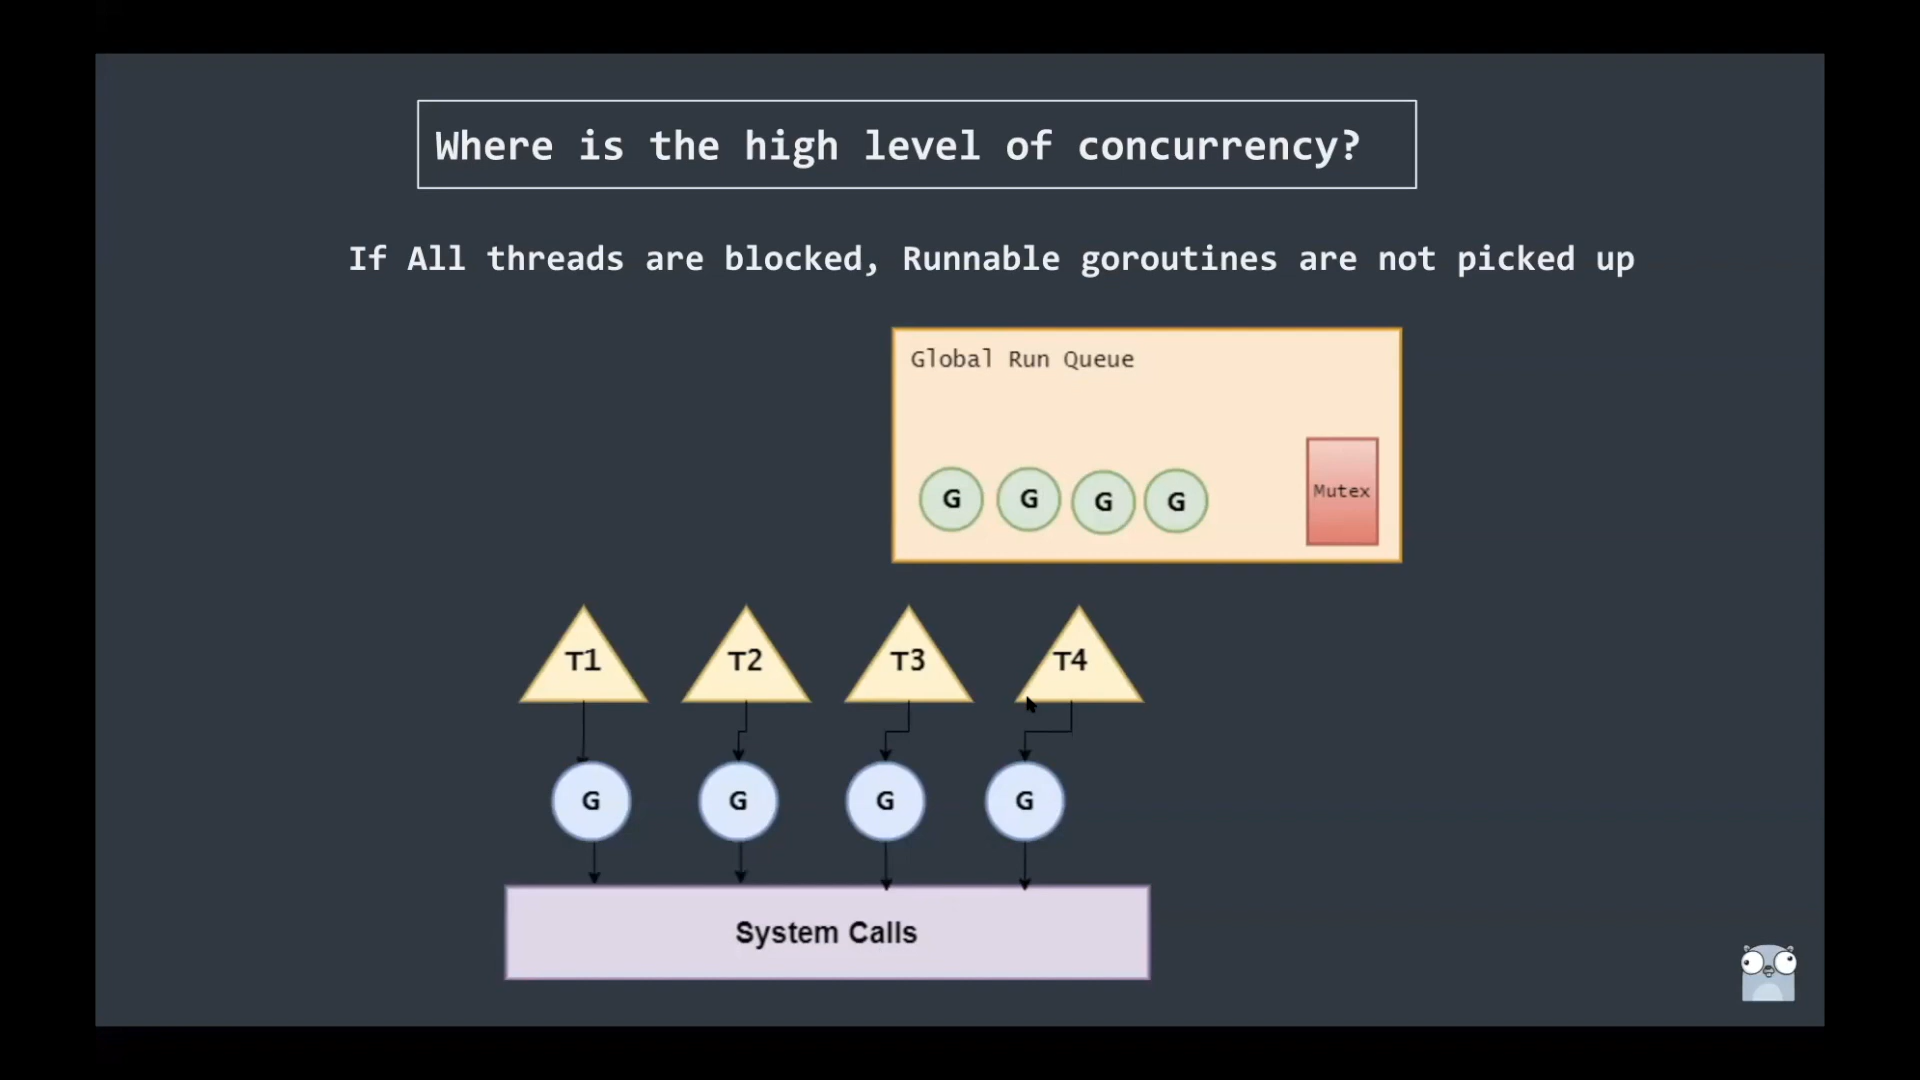 Where is the high level of concurrency?
If All threads are blocked, Runnable goroutines are not picked up
Global Run Queue
G G G G
Mutex
T1 T2 T3 T4
G G G G
System Calls